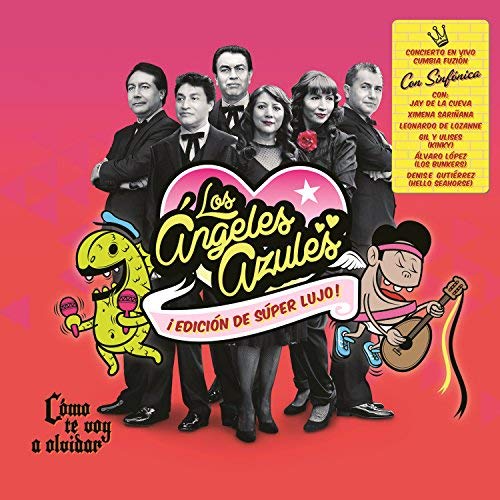 CONCIERTO EN VIVO
CUMBIA FUZIÓN
Con Sinfónica
CON:
JAY DE LA CUEVA
XIMENA SARIÑANA
LEONARDO DE LOZANNE
GIL Y ULISES
(KINKY)
ÁLVARO LÓPEZ
(LOS BUNKERS)
DENISE GUTIÉRREZ
(HELLO SEAHORSE)
Los
Ángeles
Azules
¡EDICIÓN DE SÚPER LUJO!
Cómo
te voy
a olvidar